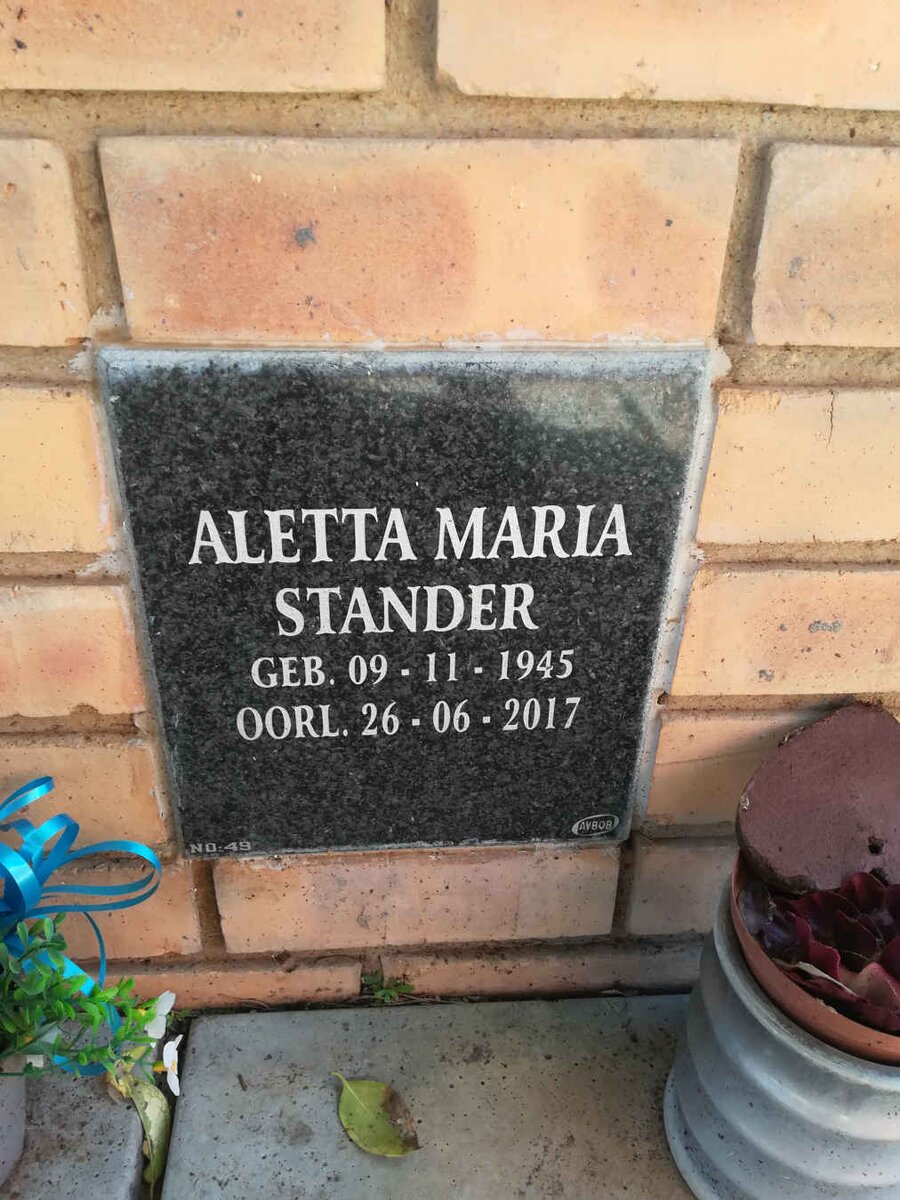 ALETTA MARIA
STANDER
GEB. 09 - 11 - 1945
OORL. 26 - 06 - 2017
NO:49
AVBOB